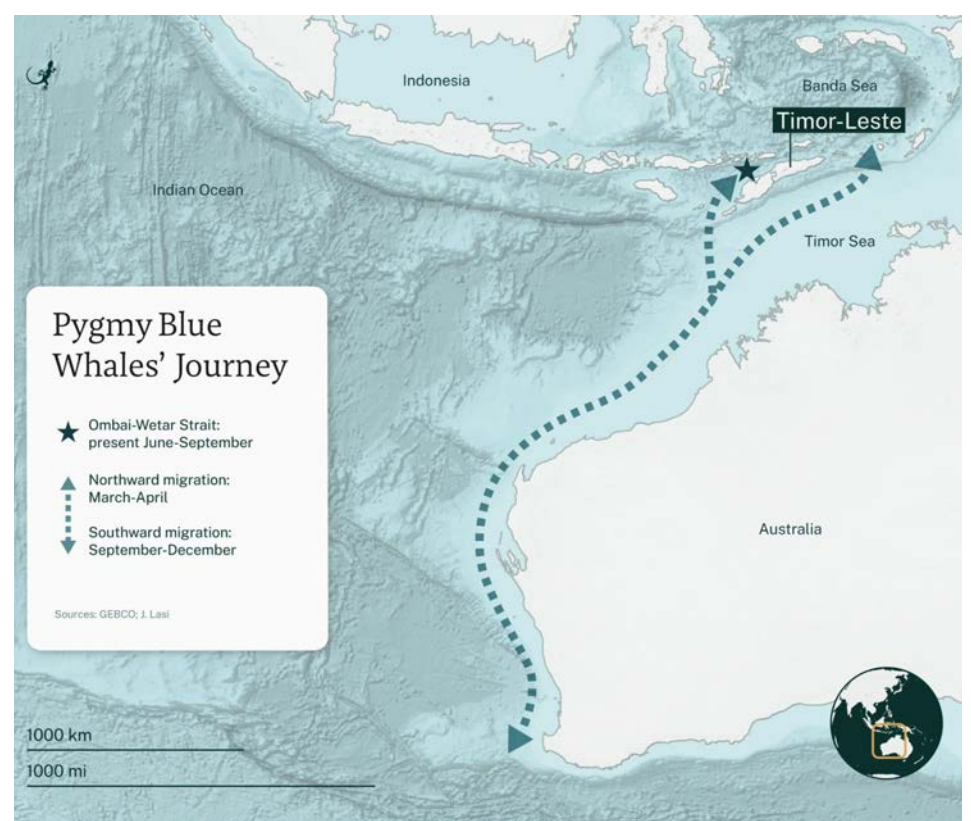 Indonesia
Banda Sea
Timor-Leste
Indian Ocean
Timor Sea
Pygmy Blue
Whales’ Journey
Ombai-Wetar Strait:
present June-September
Northward migration:
March-April
Southward migration:
September-December
Sources: GEBCO; J. Lasi
Australia
1000 km
1000 mi